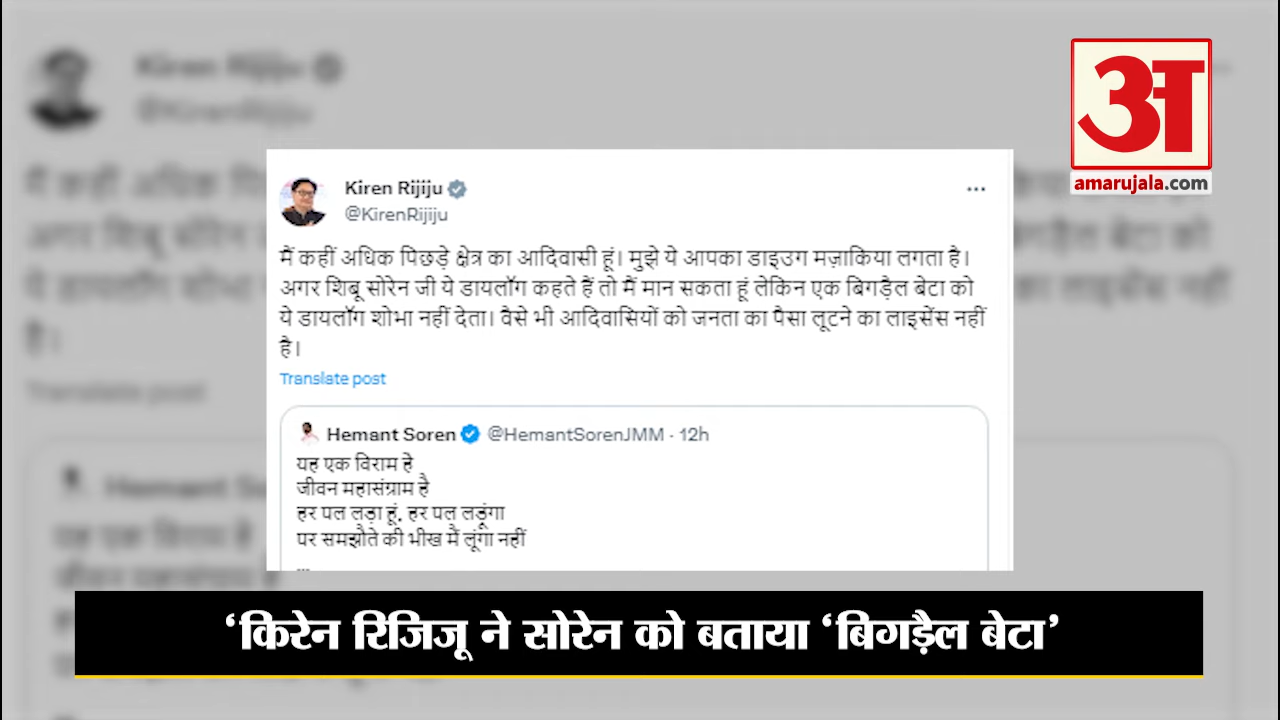 अ
amarujala.com
Kiren Rijiju
@KirenRijiju
मैं कहीं अधिक पिछड़े क्षेत्र का आदिवासी हूं। मुझे ये आपका डाइउग मज़ाकिया लगता है।
अगर शिबू सोरेन जी ये डायलॉग कहते हैं तो मैं मान सकता हूं लेकिन एक बिगड़ैल बेटा को
ये डायलॉग शोभा नहीं देता। वैसे भी आदिवासियों को जनता का पैसा लूटने का लाइसेंस नहीं
है।
Translate post
Hemant Soren @HemantSorenJMM · 12h
यह एक विराम हे
जीवन महासंग्राम है
हर पल लड़ा हूं, हर पल लड़ूंगा
पर समझौते की भीख मैं लूंगा नहीं
...
‘किरेन रिजिजू ने सोरेन को बताया ‘बिगड़ैल बेटा’